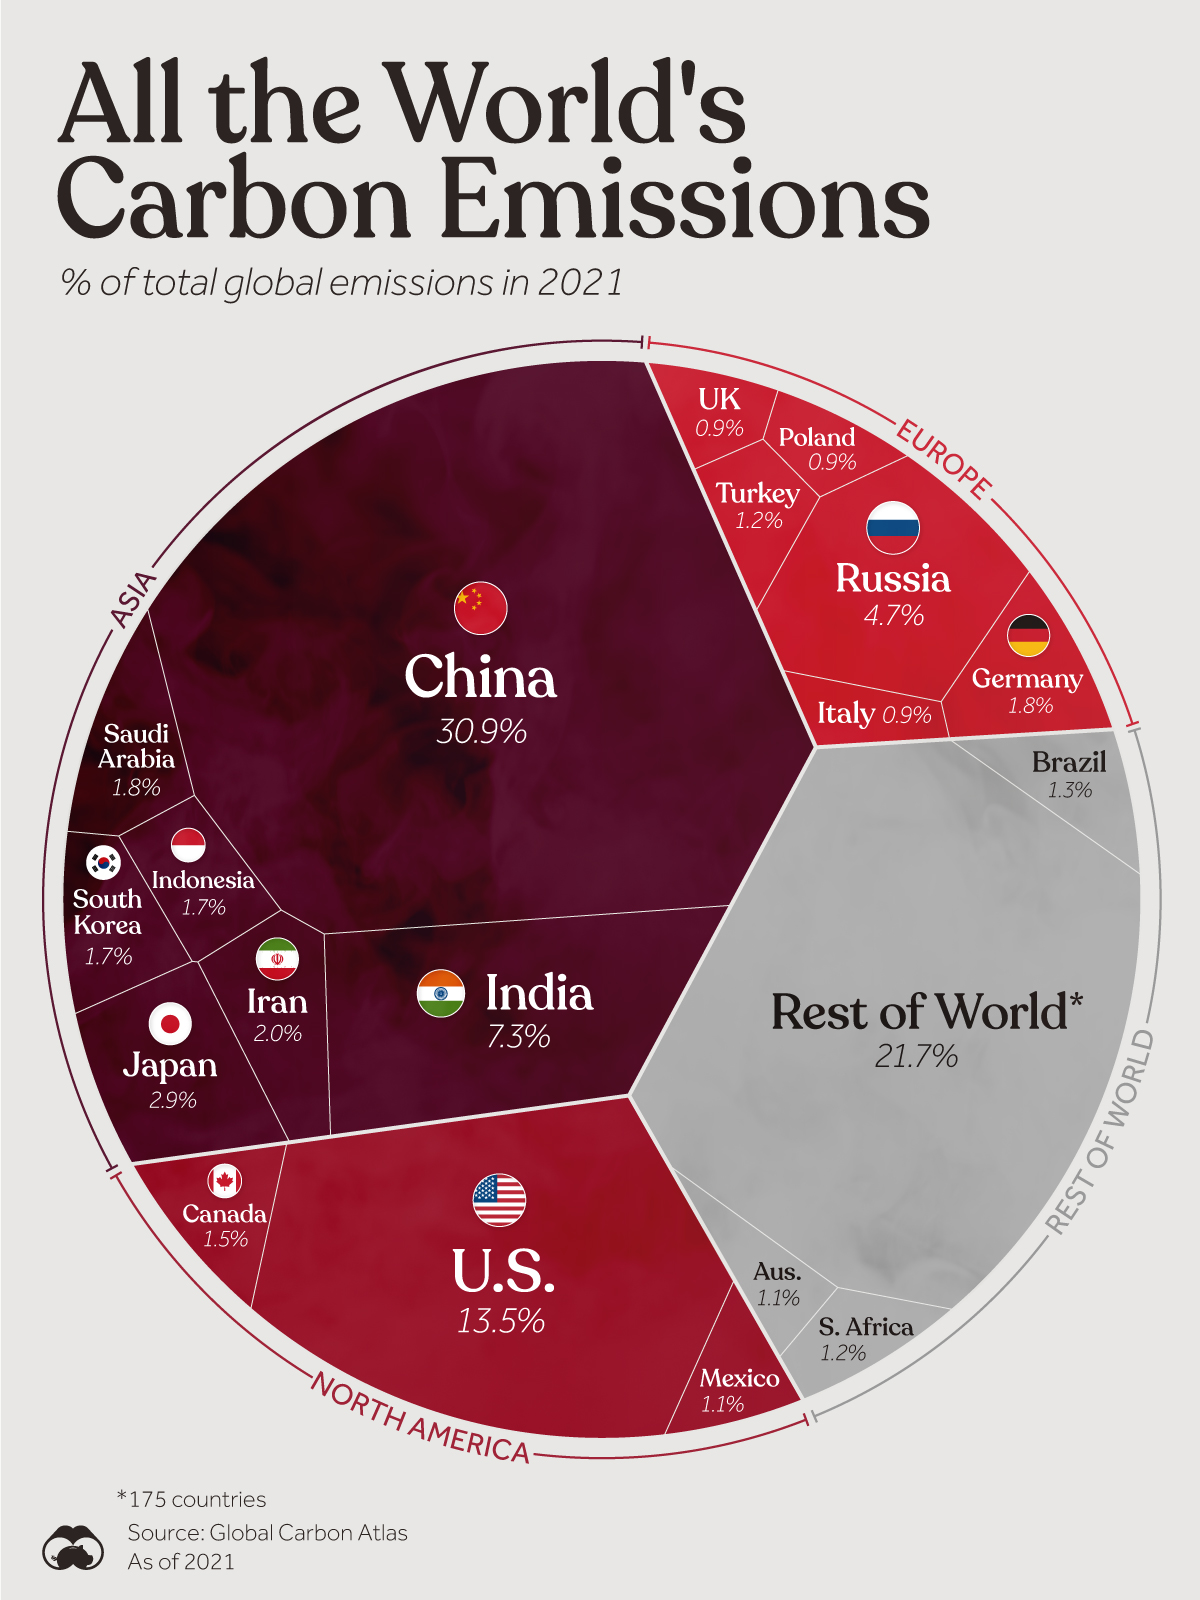 All the World's
Carbon Emissions
% of total global emissions in 2021
ASIA
China
30.9%
Saudi
Arabia
1.8%
South
Korea
1.7%
Indonesia
1.7%
Japan
2.9%
Iran
2.0%
India
7.3%
EUROPE
UK
0.9%
Poland
0.9%
Turkey
1.2%
Russia
4.7%
Germany
1.8%
Italy 0.9%
REST OF WORLD
Brazil
1.3%
Rest of World*
21.7%
Aus.
1.1%
S. Africa
1.2%
NORTH AMERICA
Canada
1.5%
U.S.
13.5%
Mexico
1.1%
*175 countries
Source: Global Carbon Atlas
As of 2021